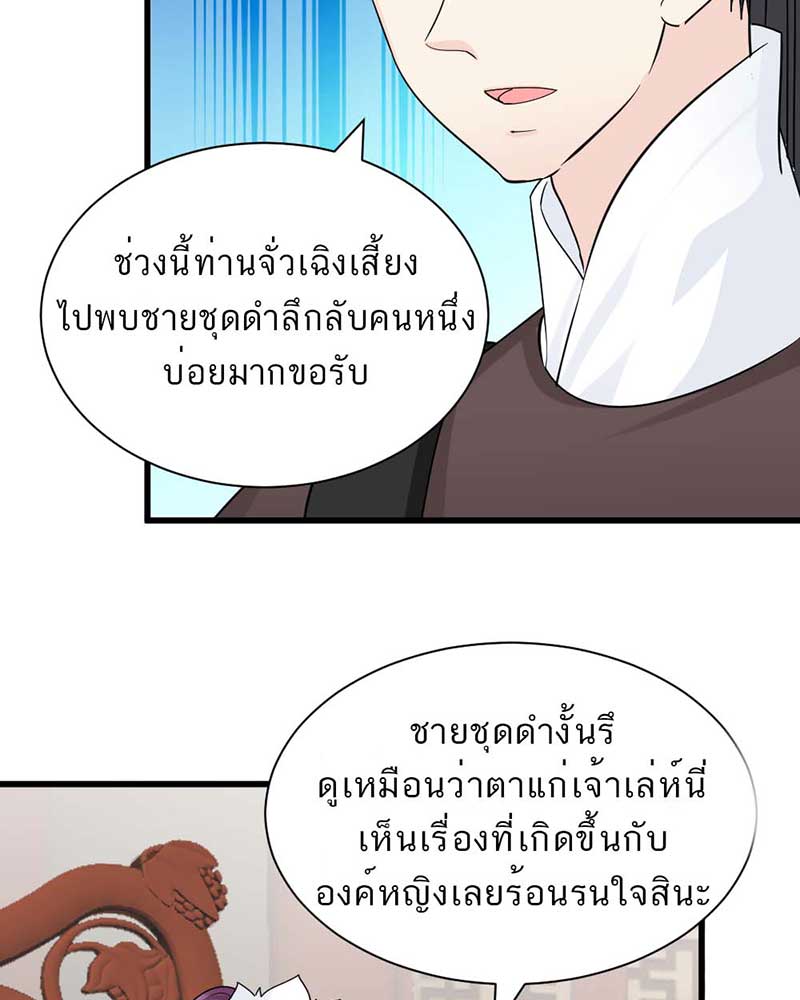 ช่วงนี้ท่านจั่วเฉิงเสี้ยง
ไปพบชายชุดดำลึกลับคนหนึ่ง
บ่อยมากขอรับ
ชายชุดดำงั้นรึ
ดูเหมือนว่าตาแก่เจ้าเล่ห์นี่
เห็นเรื่องที่เกิดขึ้นกับ
องค์หญิงเลยร้อนรนใจสินะ